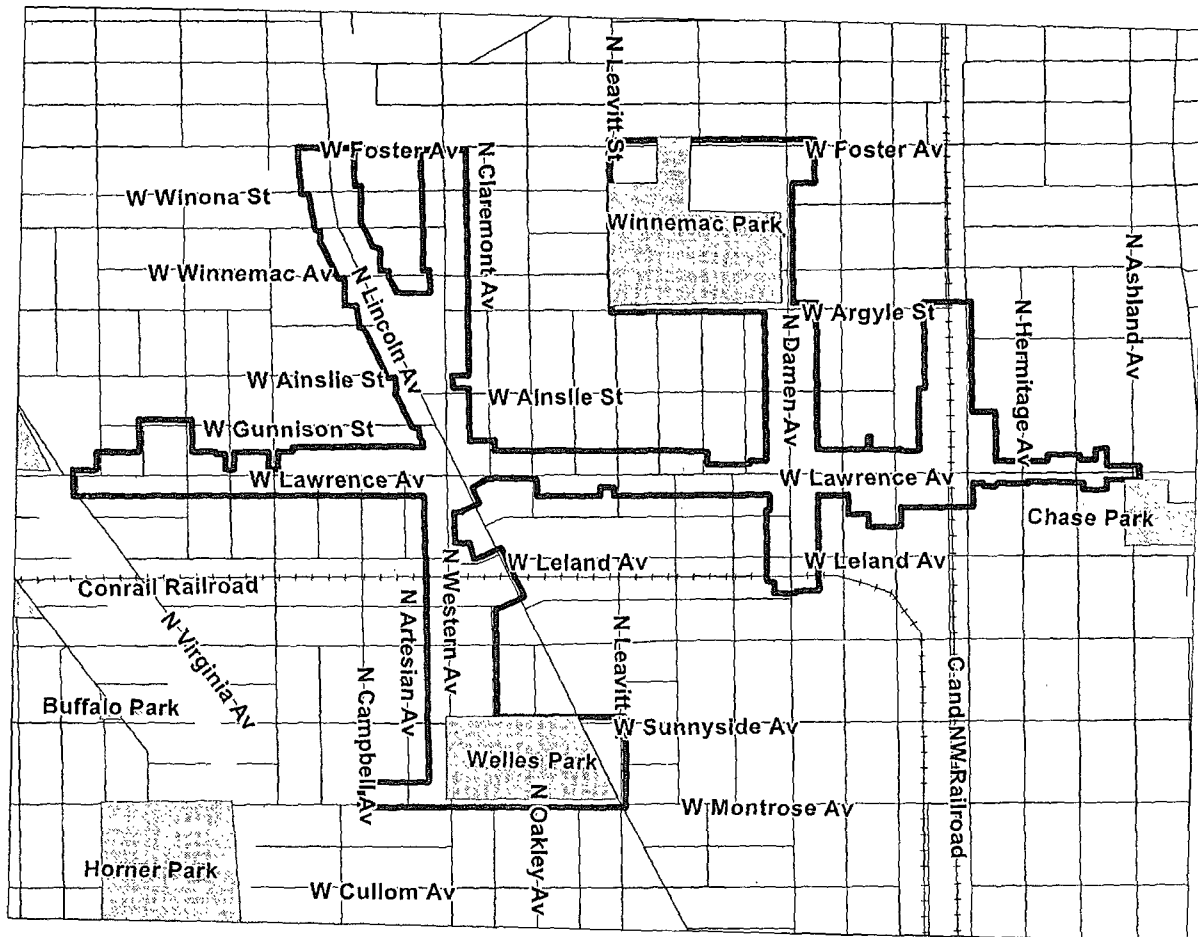 N Leavitt St
W Foster Av
N Claremont Av
W Foster Av
W Winona St
Winnemac Park
W Winnemac Av
N Lincoln Av
N Ashland Av
W Argyle St
N Damen Av
N Hermitage Av
W Ainslie St
W Ainslie St
W Gunnison St
W Lawrence Av
W Lawrence Av
Chase Park
W Leland Av
W Leland Av
Conrail Railroad
N Virginia Av
N Artesian Av
N Western Av
N Leavitt
C and NW Railroad
N Campbell Av
Buffalo Park
W Sunnyside Av
Welles Park
N Oakley Av
W Montrose Av
Horner Park
W Cullom Av